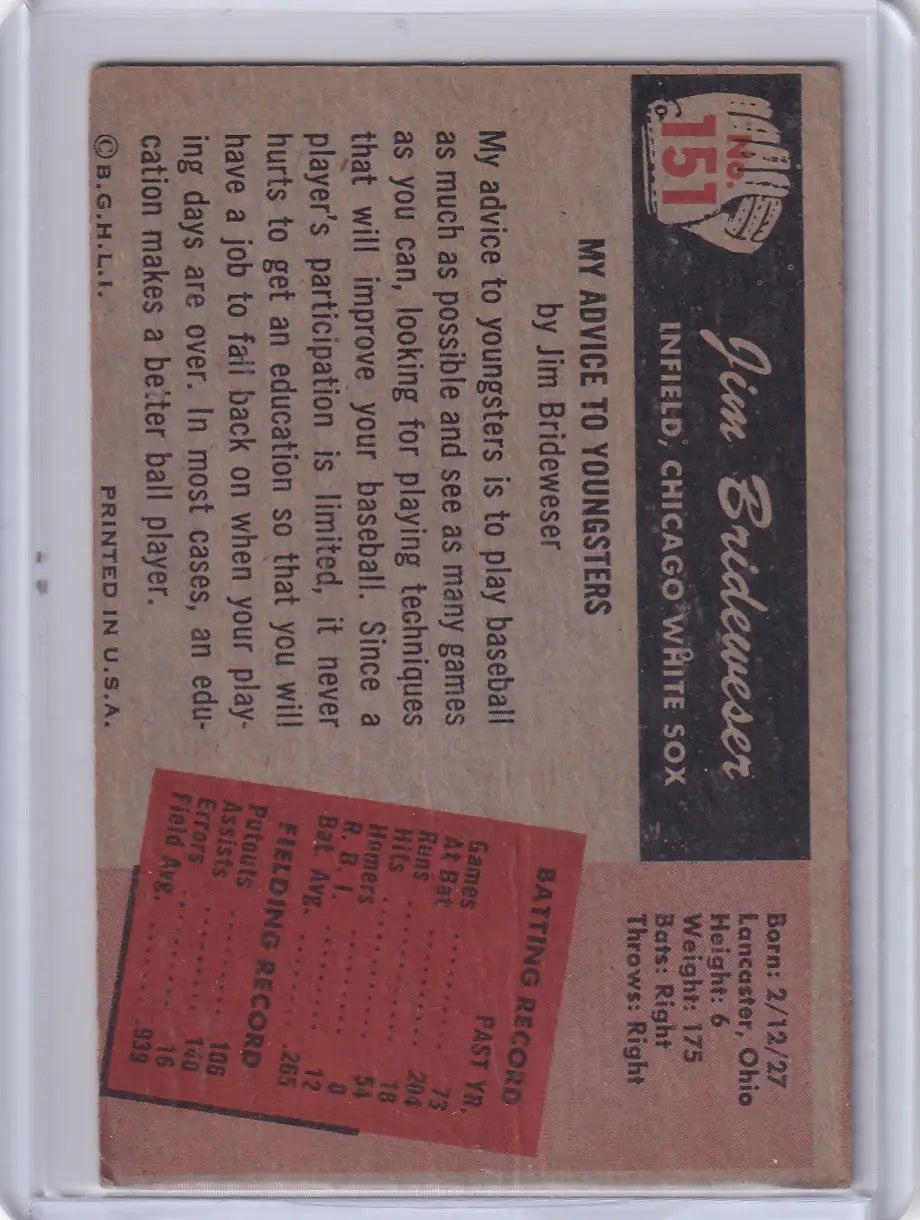 No.
151
Jim Brideweser
INFIELD, CHICAGO WHITE SOX
Born: 2/12/27
Lancaster, Ohio
Height: 6
Weight: 175
Bats: Right
Throws: Right
MY ADVICE TO YOUNGSTERS
by Jim Brideweser
My advice to youngsters is to play baseball
as much as possible and see as many games
as you can, looking for playing techniques
that will improve your baseball. Since a
player's participation is limited, it never
hurts to get an education so that you will
have a job to fall back on when your play-
ing days are over. In most cases, an edu-
cation makes a better ball player.
BATTING RECORD
PAST YR.
Games ........ 73
At Bat ........ 204
Runs ........ 18
Hits ........ 54
Homers ........ 0
R. B. I. ........ 12
Bat. Avg. ........ .265
FIELDING RECORD
Putouts ........ 106
Assists ........ 140
Errors ........ 16
Field Avg. ........ .939
© B.G.H.L.I.
PRINTED IN U.S.A.